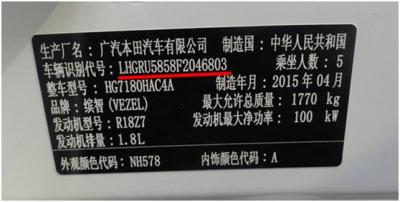 生产厂名：广汽本田汽车有限公司 制造国：中华人民共和国
车辆识别代号：LHGRU5858F2046803 乘坐人数：5
整车型号：HG7180HAC4A 制造年月：2015年04月
品牌：缤智(VEZEL) 最大允许总质量：1770 kg
发动机型号：R18Z7 发动机最大净功率：100 kW
发动机排量：1.8L
外观颜色代码：NH578 内饰颜色代码：A